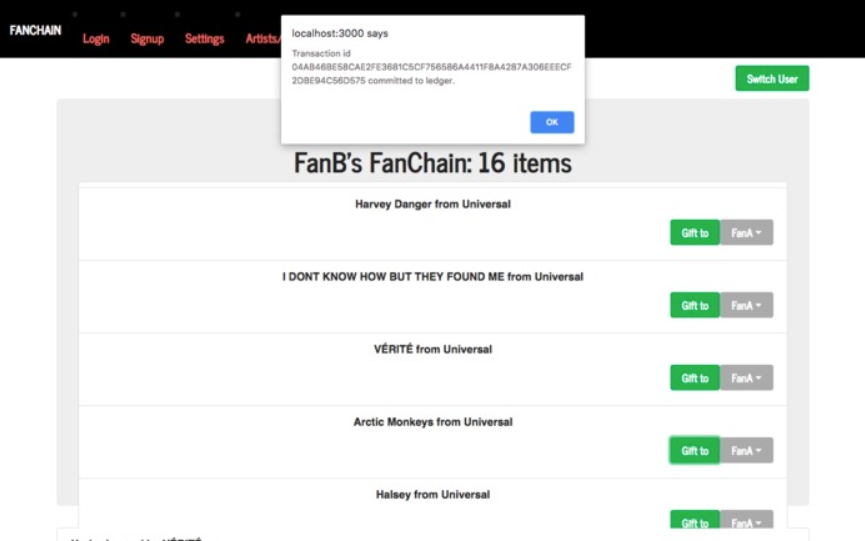 FANCHAIN
Login Signup Settings Artists/
localhost:3000 says
Transaction id
04AB46BE58CAE2FE3681C5CF756586A4411F8A4287A306EEECF
2DBE94C56D575 committed to ledger.
OK
Switch User
FanB's FanChain: 16 items
Harvey Danger from Universal
Gift to FanA
I DONT KNOW HOW BUT THEY FOUND ME from Universal
Gift to FanA
VÉRITÉ from Universal
Gift to FanA
Arctic Monkeys from Universal
Gift to FanA
Halsey from Universal
Gift to FanA
VÉRITÉ